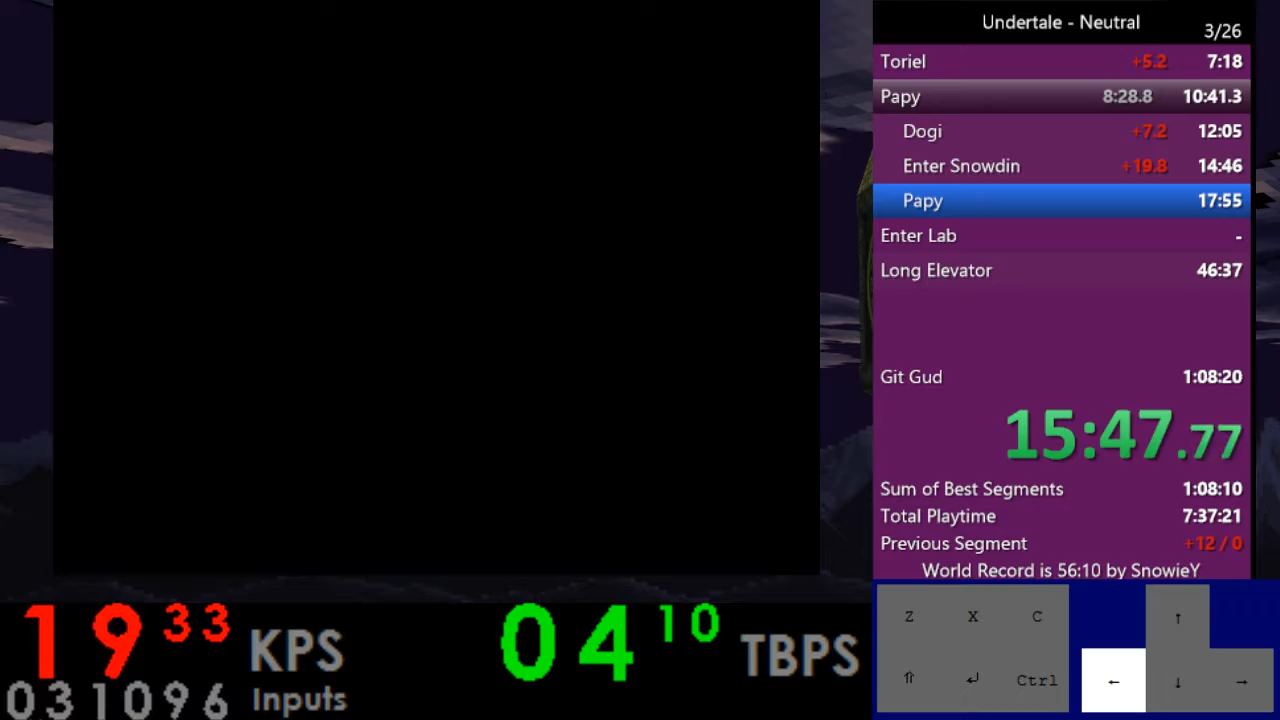 Undertale - Neutral
3/26
Toriel +5.2 7:18
Papy 8:28.8 10:41.3
Dogi +7.2 12:05
Enter Snowdin +19.8 14:46
Papy 17:55
Enter Lab -
Long Elevator 46:37
Git Gud 1:08:20
15:47.77
Sum of Best Segments 1:08:10
Total Playtime 7:37:21
Previous Segment +12 / 0
World Record is 56:10 by SnowieY
19 33 KPS 04 10 TBPS
031096 Inputs
Z X C ↑
⇧ ↵ Ctrl ← ↓ →